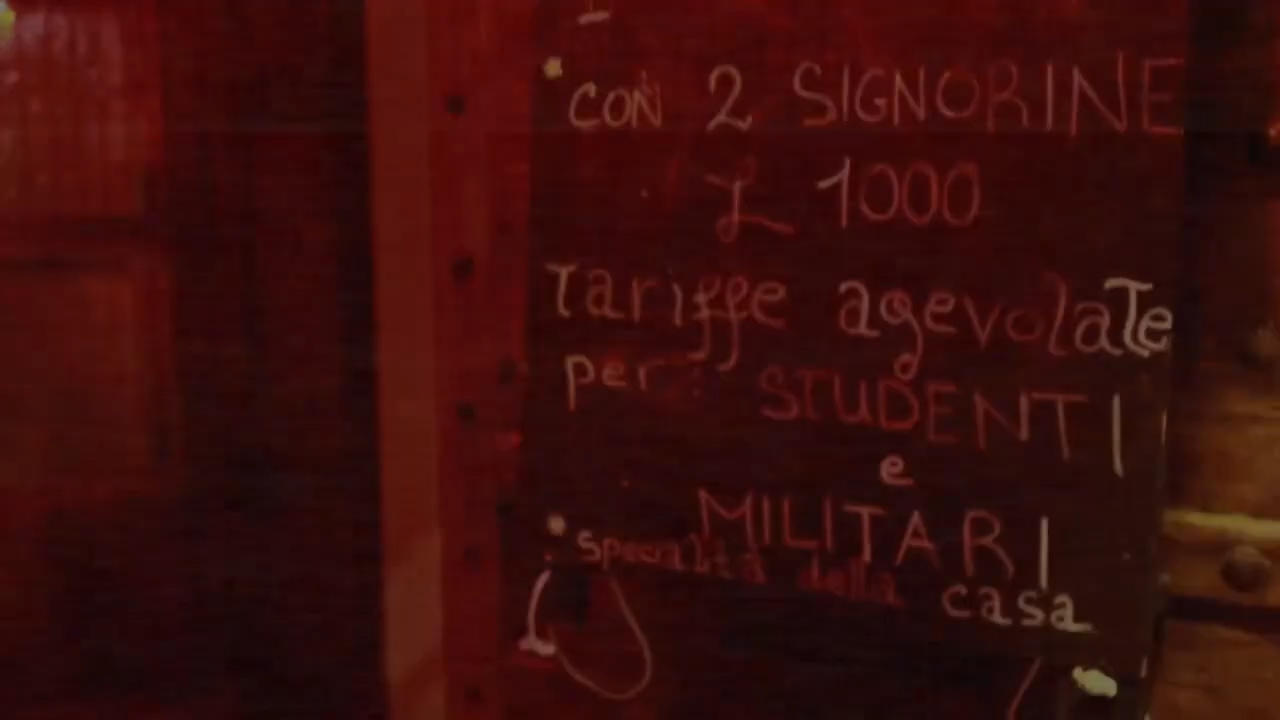 CON 2 SIGNORINE
£ 1000
Tariffe agevolate
per: STUDENTI
e
MILITARI
Specialità della casa